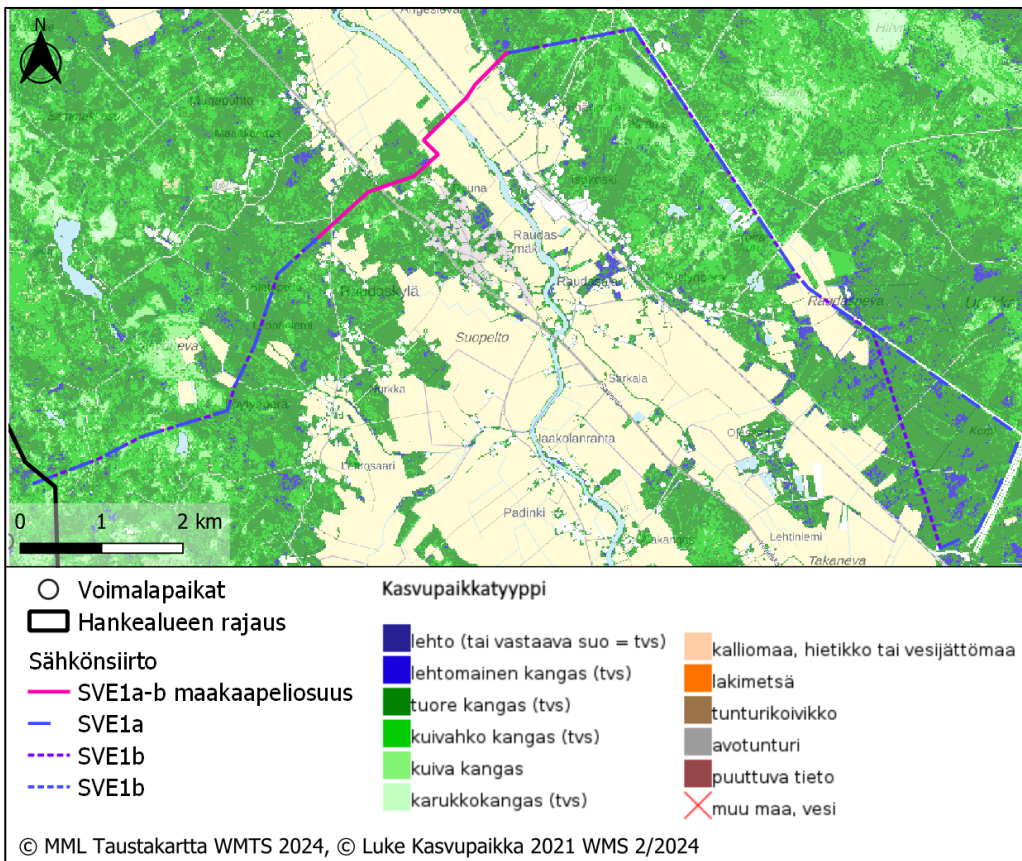 N
Raudas-
mäki
Raudaskylä
Raudasneva
Suopelto
Sarkala
Jaakolanranta
Padinki
Lehtiniemi
Takaneva
0 1 2 km
Voimalapaikat
Hankealueen rajaus
Sähkönsiirto
SVE1a-b maakaapeliosuus
SVE1a
SVE1b
SVE1b
Kasvupaikkatyyppi
lehto (tai vastaava suo = tvs)
lehtomainen kangas (tvs)
tuore kangas (tvs)
kuivahko kangas (tvs)
kuiva kangas
karukkokangas (tvs)
kalliomaa, hietikko tai vesijättömaa
lakimetsä
tunturikoivikko
avotunturi
puuttuva tieto
muu maa, vesi
© MML Taustakartta WMTS 2024, © Luke Kasvupaikka 2021 WMS 2/2024